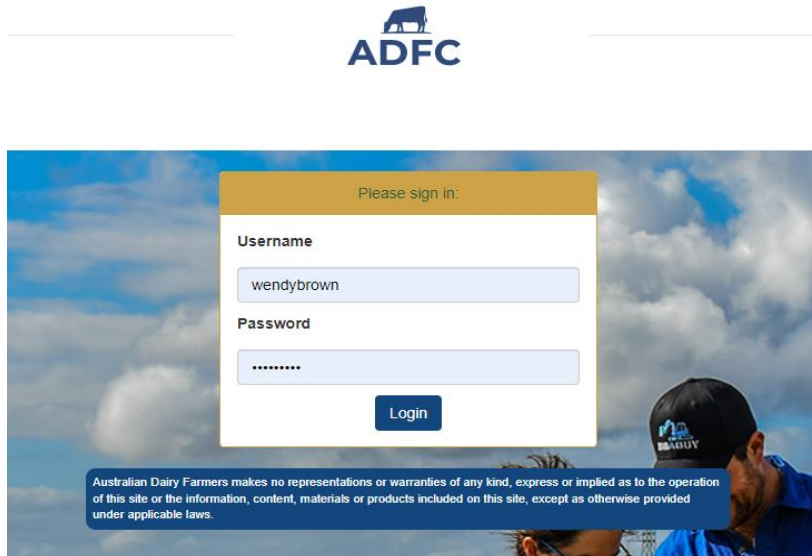 ADFC
Please sign in:
Username
wendybrown
Password
•••••••••
Login
Australian Dairy Farmers makes no representations or warranties of any kind, express or implied as to the operation
of this site or the information, content, materials or products included on this site, except as otherwise provided
under applicable laws.